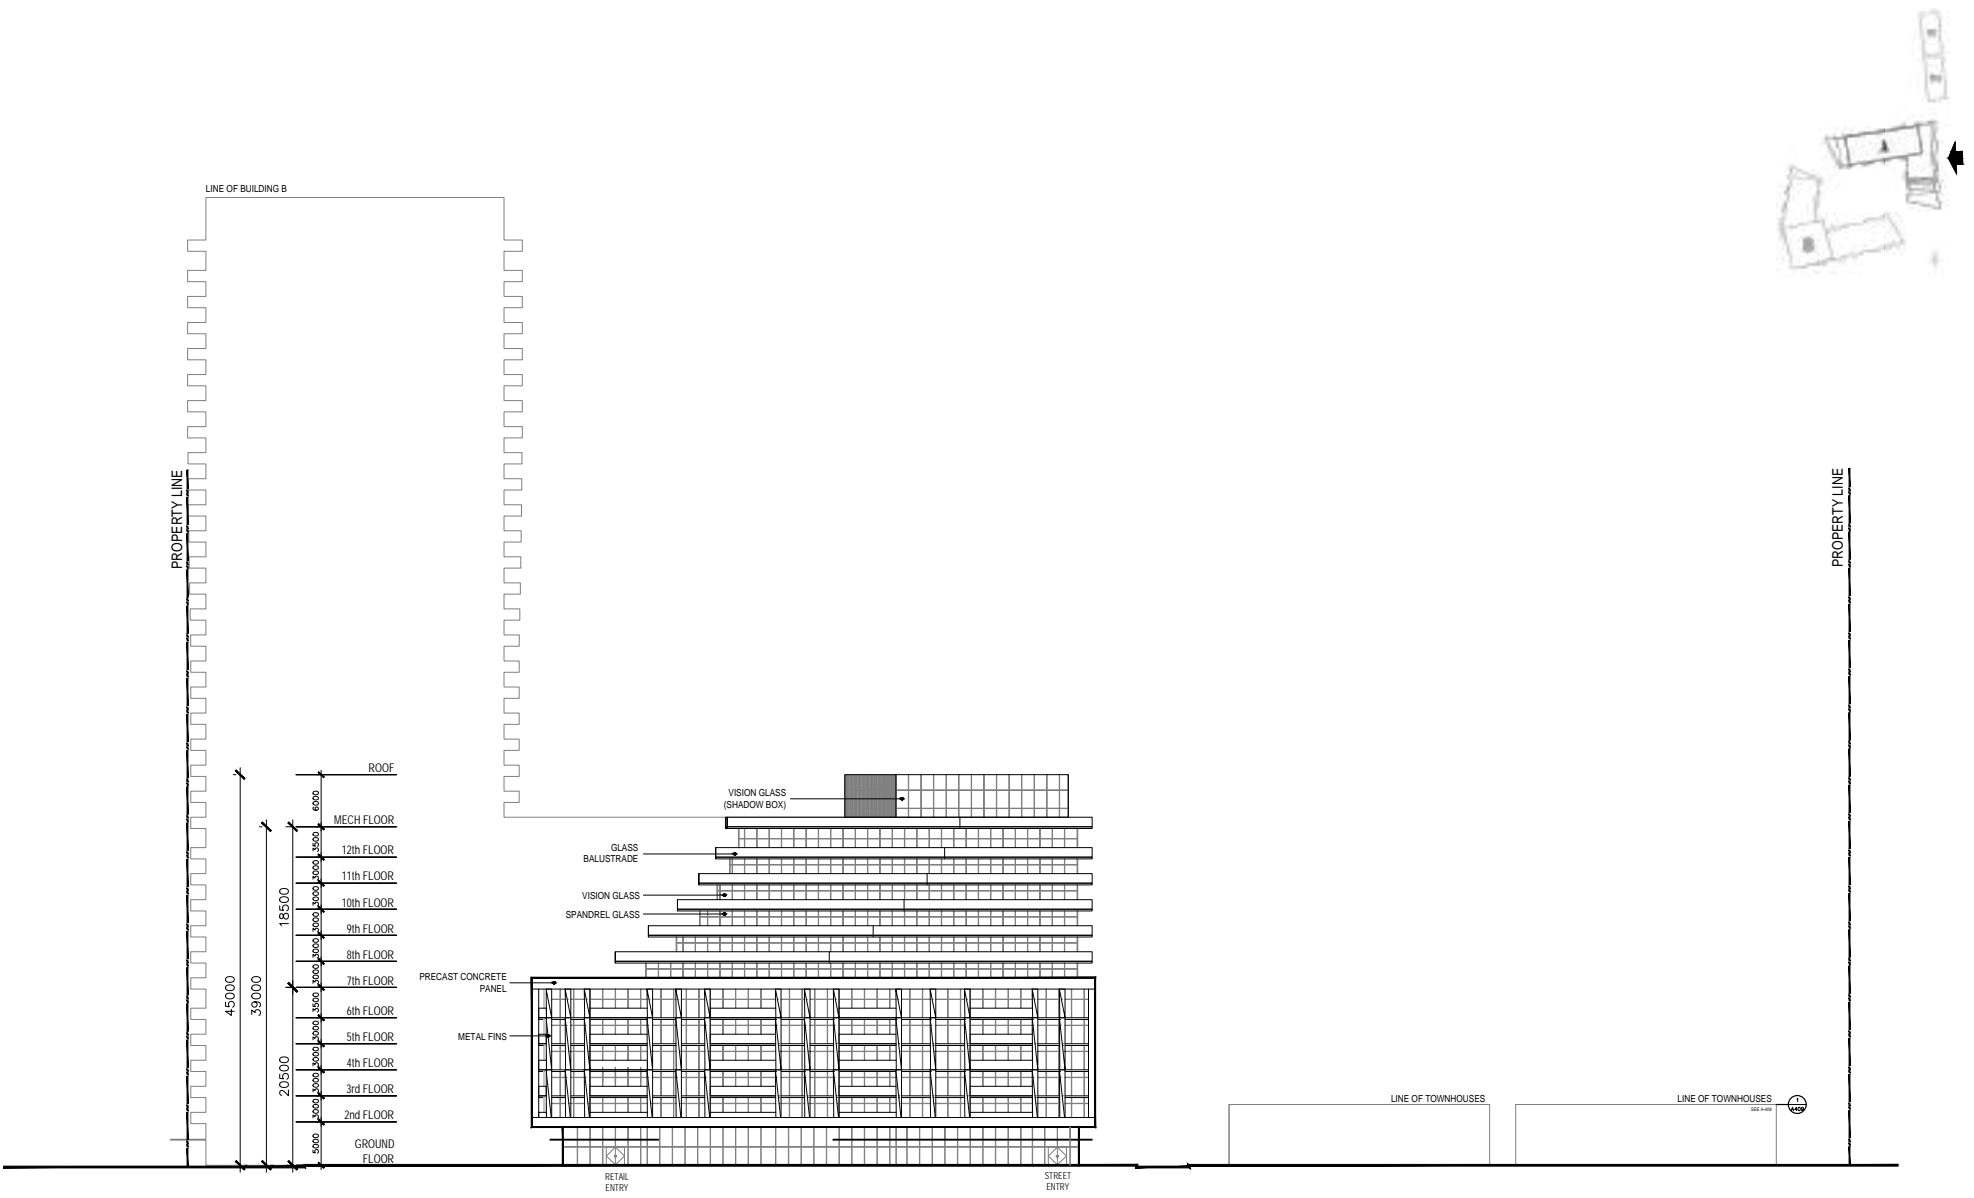 LINE OF BUILDING B
PROPERTY LINE
PROPERTY LINE
ROOF
6000
MECH FLOOR
3500
12th FLOOR
3000
11th FLOOR
3000
10th FLOOR
3000
9th FLOOR
3000
8th FLOOR
3000
7th FLOOR
3500
6th FLOOR
3000
5th FLOOR
3000
4th FLOOR
3000
3rd FLOOR
3000
2nd FLOOR
5000
GROUND
FLOOR
45000
39000
18500
20500
VISION GLASS
(SHADOW BOX)
GLASS
BALUSTRADE
VISION GLASS
SPANDREL GLASS
PRECAST CONCRETE
PANEL
METAL FINS
RETAIL
ENTRY
STREET
ENTRY
LINE OF TOWNHOUSES
LINE OF TOWNHOUSES
SEE A-409
1
A409
A
B